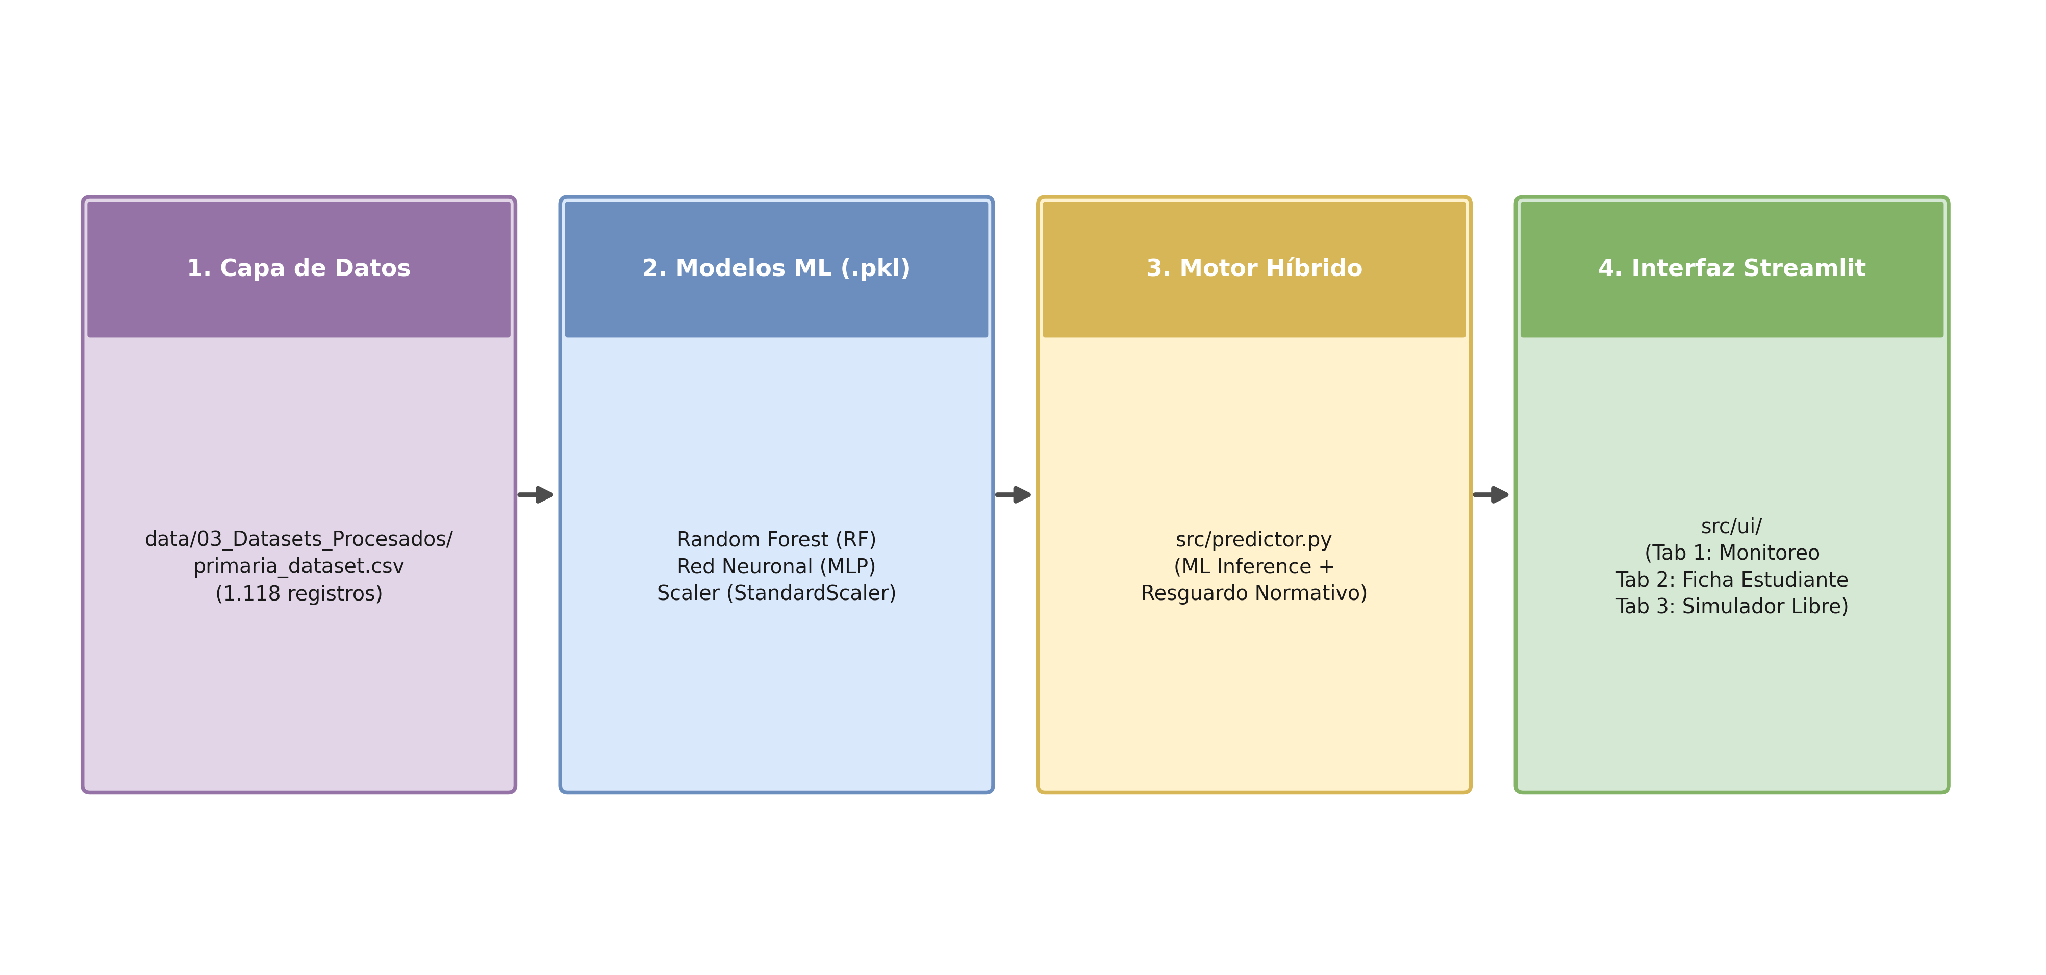 1. Capa de Datos
data/03_Datasets_Procesados/
primaria_dataset.csv
(1.118 registros)
2. Modelos ML (.pkl)
Random Forest (RF)
Red Neuronal (MLP)
Scaler (StandardScaler)
3. Motor Híbrido
src/predictor.py
(ML Inference +
Resguardo Normativo)
4. Interfaz Streamlit
src/ui/
(Tab 1: Monitoreo
Tab 2: Ficha Estudiante
Tab 3: Simulador Libre)